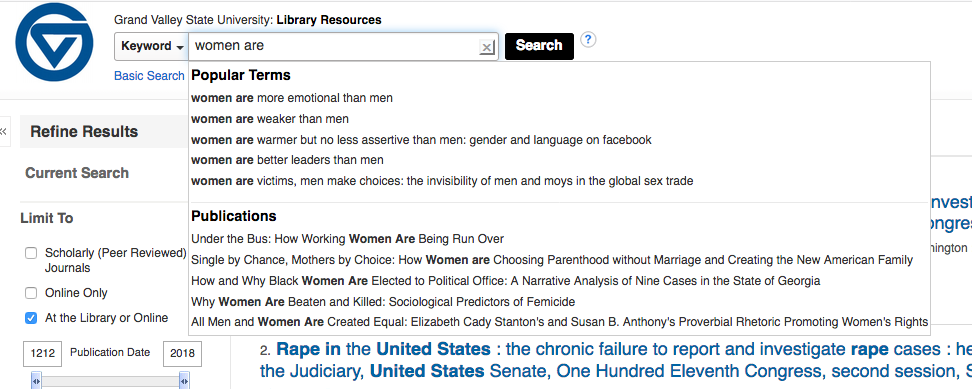 Grand Valley State University: Library Resources
Keyword women are Search ?
Basic Search
Popular Terms
women are more emotional than men
women are weaker than men
women are warmer but no less assertive than men: gender and language on facebook
women are better leaders than men
women are victims, men make choices: the invisibility of men and moys in the global sex trade
Publications
Under the Bus: How Working Women Are Being Run Over
Single by Chance, Mothers by Choice: How Women are Choosing Parenthood without Marriage and Creating the New American Family
How and Why Black Women Are Elected to Political Office: A Narrative Analysis of Nine Cases in the State of Georgia
Why Women Are Beaten and Killed: Sociological Predictors of Femicide
All Men and Women Are Created Equal: Elizabeth Cady Stanton's and Susan B. Anthony's Proverbial Rhetoric Promoting Women's Rights
Refine Results
Current Search
Limit To
Scholarly (Peer Reviewed)
Journals
Online Only
At the Library or Online
1212 Publication Date 2018
2. Rape in the United States : the chronic failure to report and investigate rape cases : he
the Judiciary, United States Senate, One Hundred Eleventh Congress, second session, S